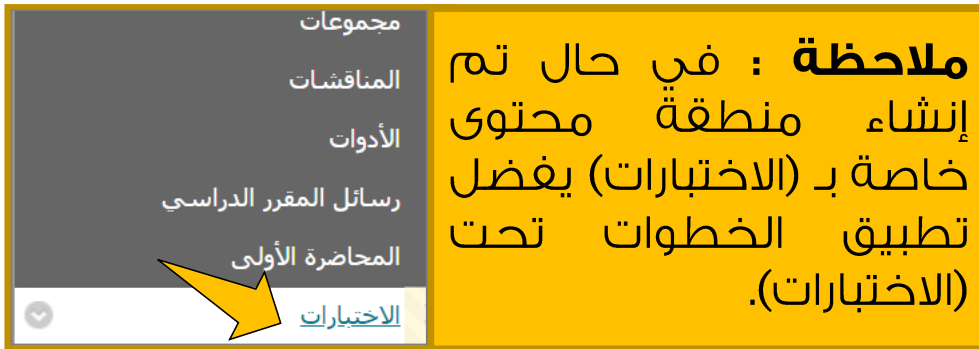 ملاحظة : في حال تم
إنشاء منطقة محتوى
خاصة بـ (الاختبارات) يفضل
تطبيق الخطوات تحت
(الاختبارات).
مجموعات
المناقشات
الأدوات
رسائل المقرر الدراسي
المحاضرة الأولى
الاختبارات